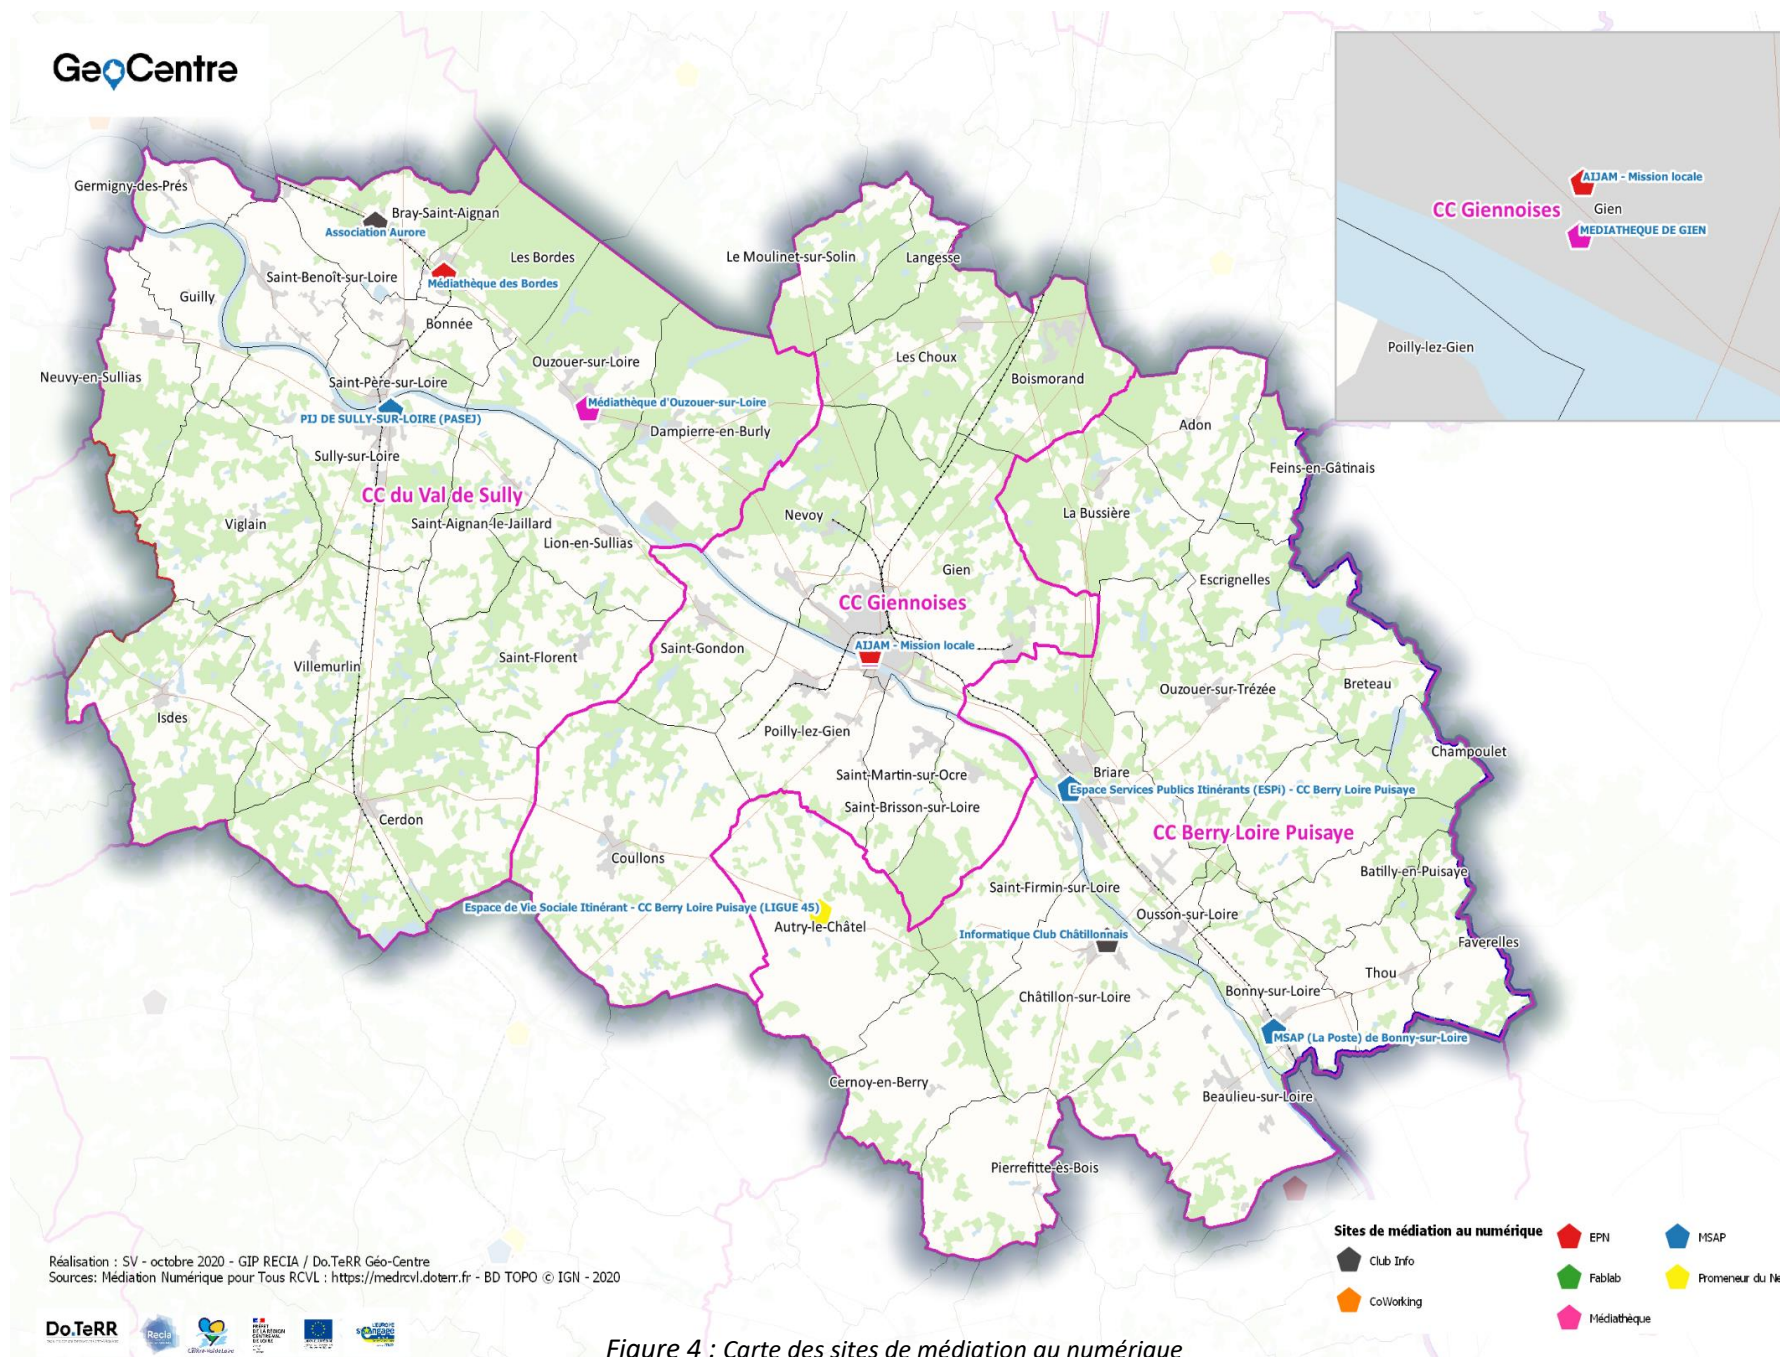 GeoCentre
Germigny-des-Prés
Bray-Saint-Aignan
Association Aurore
Les Bordes
Saint-Benoît-sur-Loire
Médiathèque des Bordes
Guilly
Bonnée
Neuvy-en-Sullias
Saint-Père-sur-Loire
Ouzouer-sur-Loire
Médiathèque d'Ouzouer-sur-Loire
PIJ DE SULLY-SUR-LOIRE (PASEJ)
Dampierre-en-Burly
Sully-sur-Loire
CC du Val de Sully
Viglain
Saint-Aignan-le-Jaillard
Lion-en-Sullias
Villemurlin
Saint-Florent
Isdes
Cerdon
Le Moulinet-sur-Solin
Langesse
Les Choux
Boismorand
Nevoy
Gien
CC Giennoises
AIJAM - Mission locale
Saint-Gondon
Poilly-lez-Gien
Saint-Martin-sur-Ocre
Saint-Brisson-sur-Loire
Coullons
Adon
Feins-en-Gâtinais
La Bussière
Escrignelles
Ouzouer-sur-Trézée
Breteau
Champoulet
Briare
Espace Services Publics Itinérants (ESPi) - CC Berry Loire Puisaye
CC Berry Loire Puisaye
Batilly-en-Puisaye
Saint-Firmin-sur-Loire
Espace de Vie Sociale Itinérant - CC Berry Loire Puisaye (LIGUE 45)
Autry-le-Châtel
Ousson-sur-Loire
Informatique Club Châtillonnais
Faverelles
Thou
Châtillon-sur-Loire
Bonny-sur-Loire
MSAP (La Poste) de Bonny-sur-Loire
Cernoy-en-Berry
Beaulieu-sur-Loire
Pierrefitte-ès-Bois
AIJAM - Mission locale
CC Giennoises
Gien
MEDIATHEQUE DE GIEN
Poilly-lez-Gien
Sites de médiation au numérique
Club Info
CoWorking
EPN
Fablab
Médiathèque
MSAP
Promeneur du Ne
Réalisation : SV - octobre 2020 - GIP RECIA / Do.TeRR Géo-Centre
Sources: Médiation Numérique pour Tous RCVL : https://medrcvl.doterr.fr - BD TOPO © IGN - 2020
Do.TeRR
Recia
Figure 4 : Carte des sites de médiation au numérique